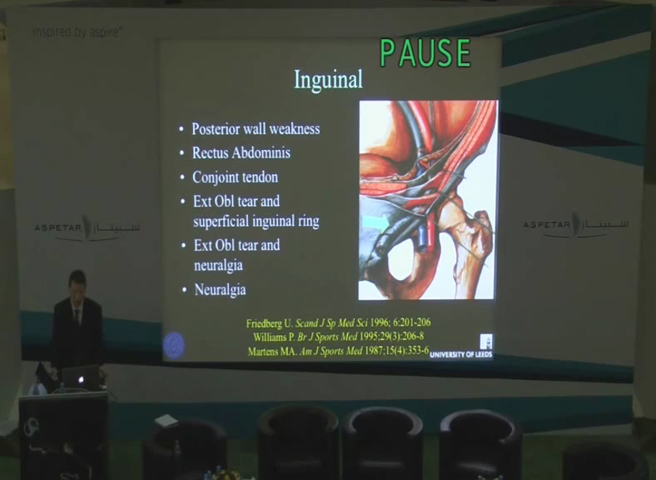 inspired by aspire
PAUSE
Inguinal
• Posterior wall weakness
• Rectus Abdominis
• Conjoint tendon
• Ext Obl tear and
superficial inguinal ring
• Ext Obl tear and
neuralgia
• Neuralgia
ASPETAR سبيتار
ASPETAR سبيتار
Friedberg U. Scand J Sp Med Sci 1996; 6:201-206
Williams P. Br J Sports Med 1995;29(3):206-8
Martens MA. Am J Sports Med 1987;15(4):353-6
UNIVERSITY OF LEEDS